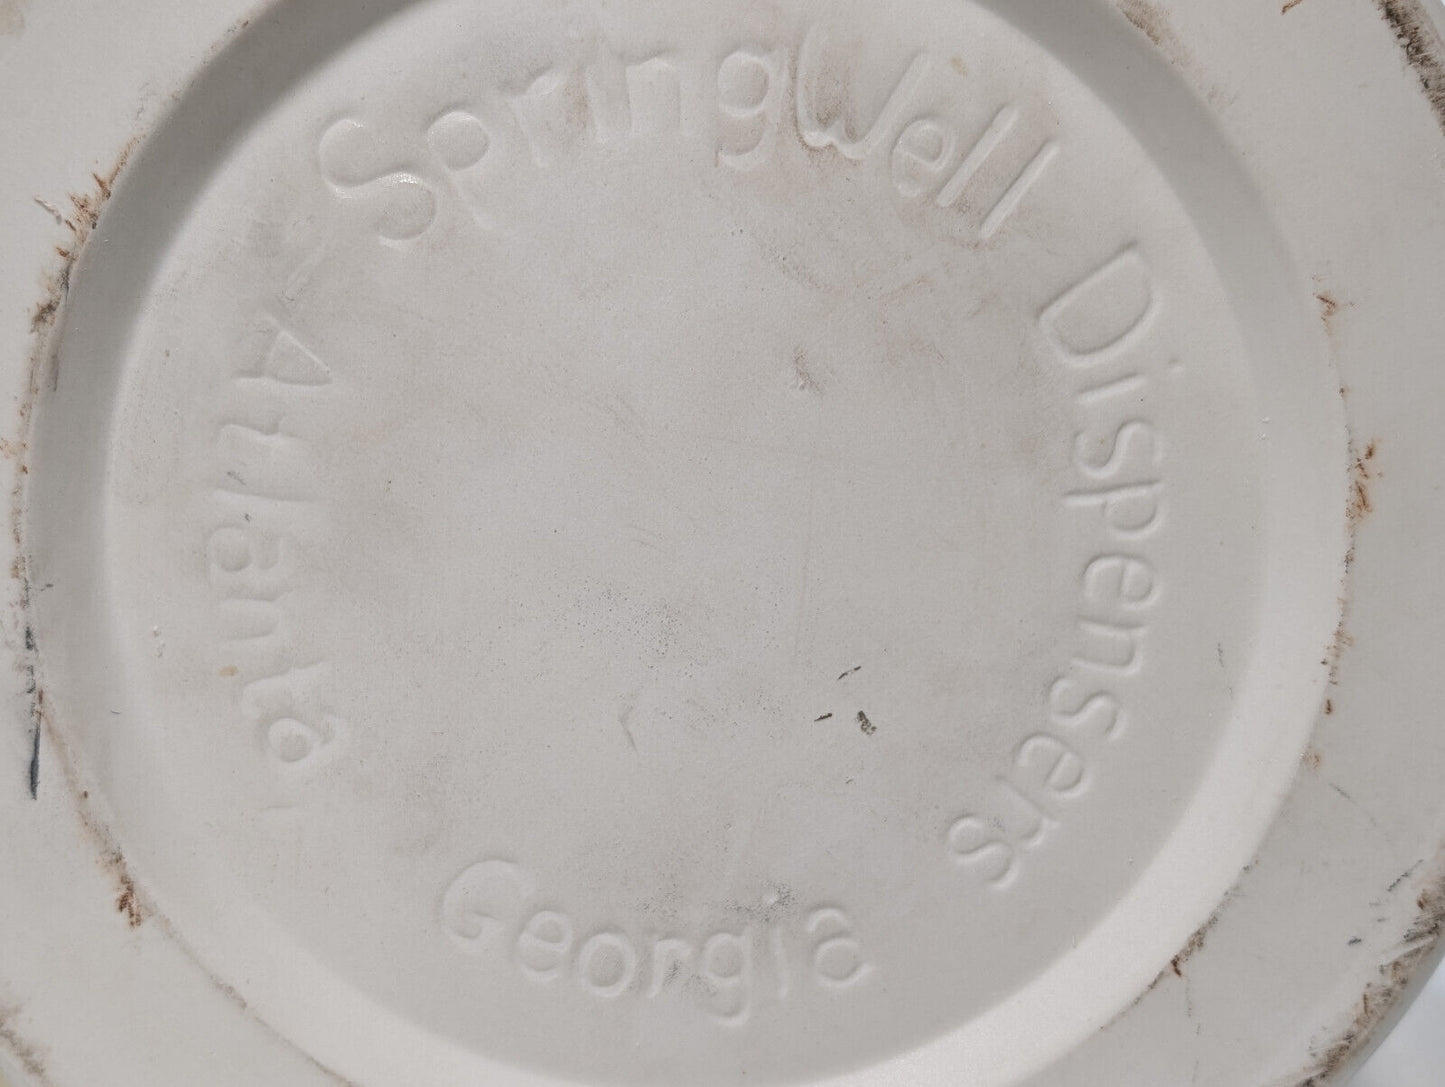 SpringWell Dispensers
Atlanta,
Georgia